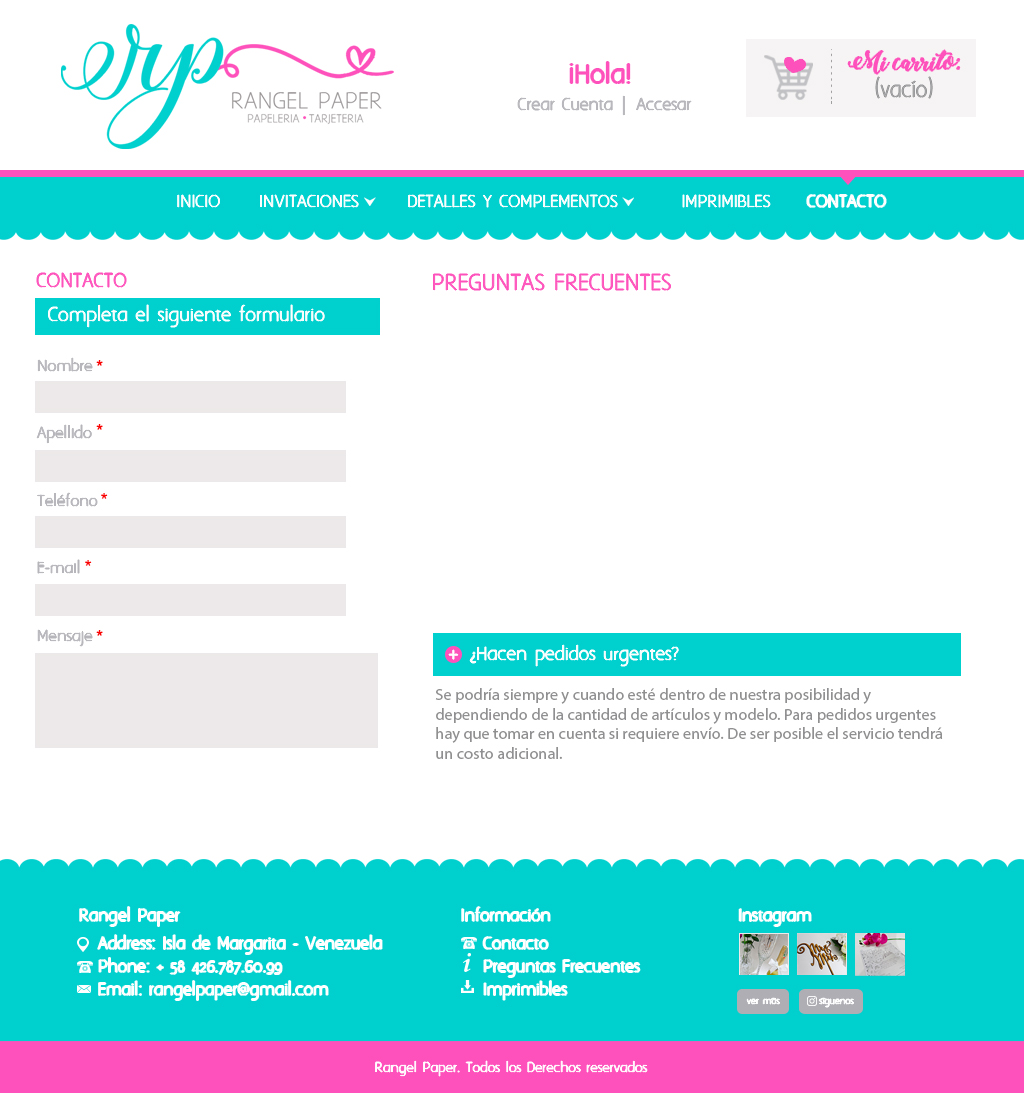 erp
RANGEL PAPER
PAPELERIA • TARJETERIA
¡Hola!
Crear Cuenta | Accesar
Mi carrito:
(vacío)
INICIO
INVITACIONES
DETALLES Y COMPLEMENTOS
IMPRIMIBLES
CONTACTO
CONTACTO
Completa el siguiente formulario
Nombre *
Apellido *
Teléfono *
E-mail *
Mensaje *
PREGUNTAS FRECUENTES
¿Hacen pedidos urgentes?
Se podría siempre y cuando esté dentro de nuestra posibilidad y
dependiendo de la cantidad de artículos y modelo. Para pedidos urgentes
hay que tomar en cuenta si requiere envío. De ser posible el servicio tendrá
un costo adicional.
Rangel Paper
Address: Isla de Margarita - Venezuela
Phone: + 58 426.787.60.99
Email: rangelpaper@gmail.com
Información
Contacto
Preguntas Frecuentes
Imprimibles
Instagram
ver más
síguenos
Rangel Paper. Todos los Derechos reservados